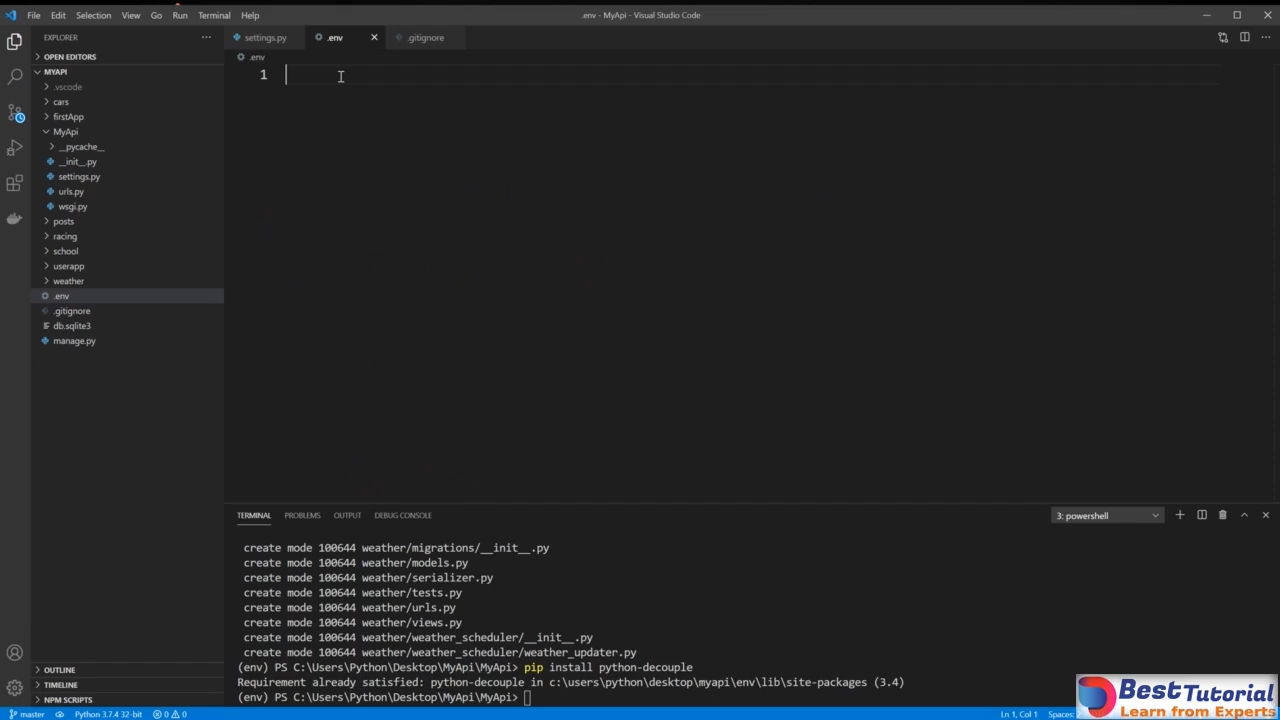 File Edit Selection View Go Run Terminal Help
.env - MyApi - Visual Studio Code
EXPLORER
OPEN EDITORS
MYAPI
.vscode
cars
firstApp
MyApi
__pycache__
__init__.py
settings.py
urls.py
wsgi.py
posts
racing
school
userapp
weather
.env
.gitignore
db.sqlite3
manage.py
OUTLINE
TIMELINE
NPM SCRIPTS
settings.py .env .gitignore
.env
1
TERMINAL PROBLEMS OUTPUT DEBUG CONSOLE
3: powershell
create mode 100644 weather/migrations/__init__.py
create mode 100644 weather/models.py
create mode 100644 weather/serializer.py
create mode 100644 weather/tests.py
create mode 100644 weather/urls.py
create mode 100644 weather/views.py
create mode 100644 weather/weather_scheduler/__init__.py
create mode 100644 weather/weather_scheduler/weather_updater.py
(env) PS C:\Users\Python\Desktop\MyApi\MyApi> pip install python-decouple
Requirement already satisfied: python-decouple in c:\users\python\desktop\myapi\env\lib\site-packages (3.4)
(env) PS C:\Users\Python\Desktop\MyApi\MyApi>
master Python 3.7.4 32-bit 0 0
Ln 1, Col 1 Spaces:
BestTutorial
Learn from Experts